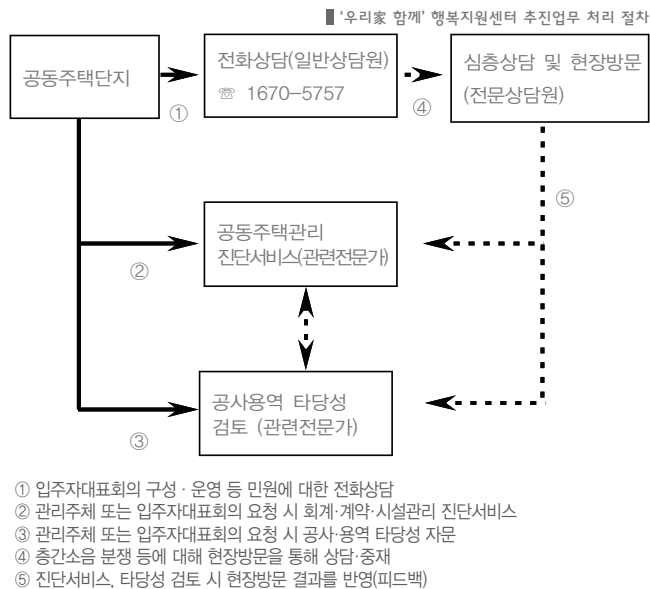 '우리家 함께' 행복지원센터 추진업무 처리 절차
공동주택단지
①
전화상담(일반상담원)
☏ 1670-5757
④
심층상담 및 현장방문
(전문상담원)
⑤
②
공동주택관리
진단서비스(관련전문가)
③
공사용역 타당성
검토 (관련전문가)
① 입주자대표회의 구성 · 운영 등 민원에 대한 전화상담
② 관리주체 또는 입주자대표회의 요청 시 회계·계약·시설관리 진단서비스
③ 관리주체 또는 입주자대표회의 요청 시 공사·용역 타당성 자문
④ 층간소음 분쟁 등에 대해 현장방문을 통해 상담·중재
⑤ 진단서비스, 타당성 검토 시 현장방문 결과를 반영(피드백)